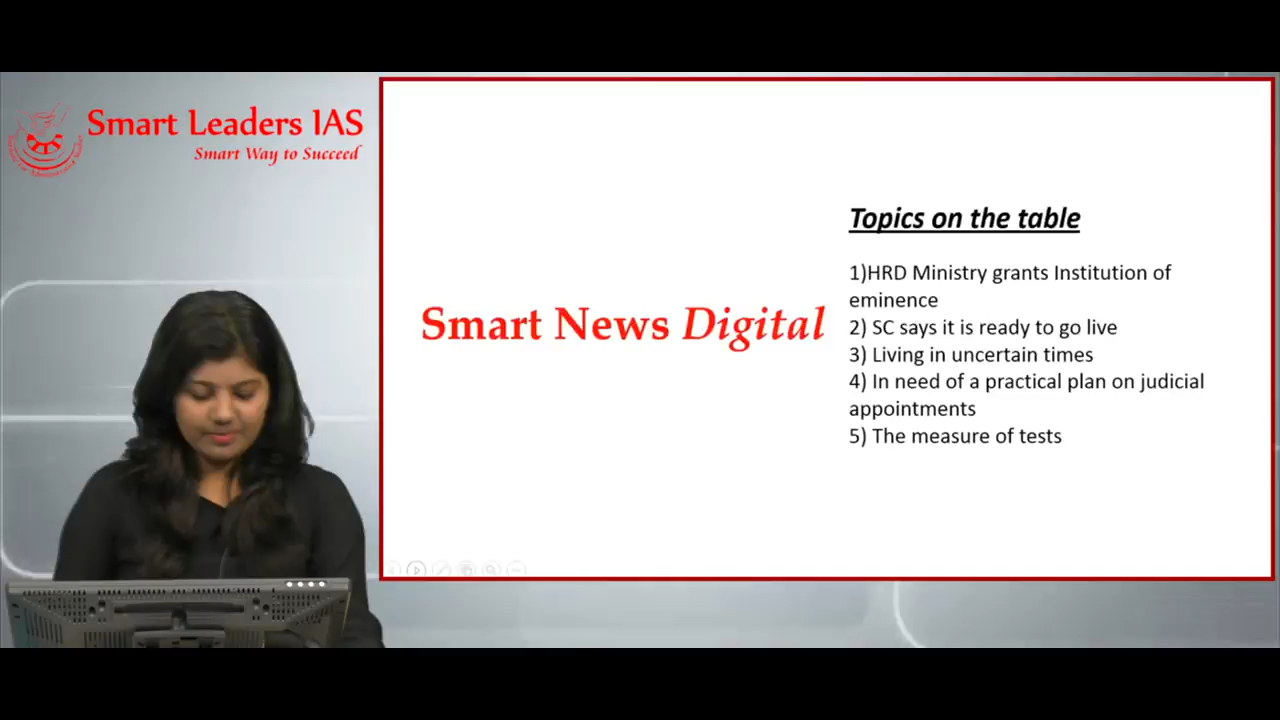 Smart Leaders IAS
Smart Way to Succeed
Smart News Digital
Topics on the table
1)HRD Ministry grants Institution of
eminence
2) SC says it is ready to go live
3) Living in uncertain times
4) In need of a practical plan on judicial
appointments
5) The measure of tests